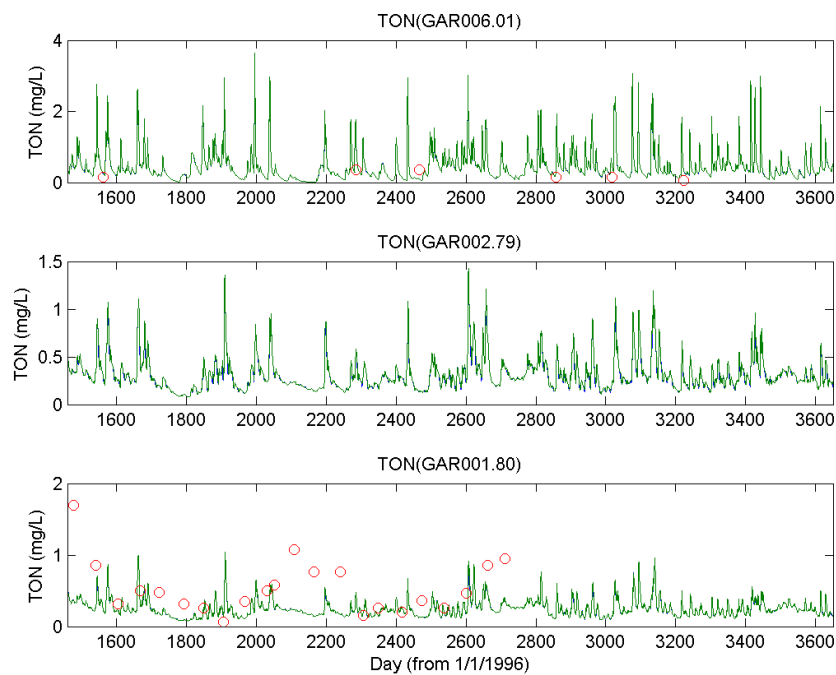 TON(GAR006.01)
TON (mg/L)
4
2
0
1600 1800 2000 2200 2400 2600 2800 3000 3200 3400 3600
TON(GAR002.79)
TON (mg/L)
1.5
1
0.5
0
1600 1800 2000 2200 2400 2600 2800 3000 3200 3400 3600
TON(GAR001.80)
TON (mg/L)
2
1
0
1600 1800 2000 2200 2400 2600 2800 3000 3200 3400 3600
Day (from 1/1/1996)